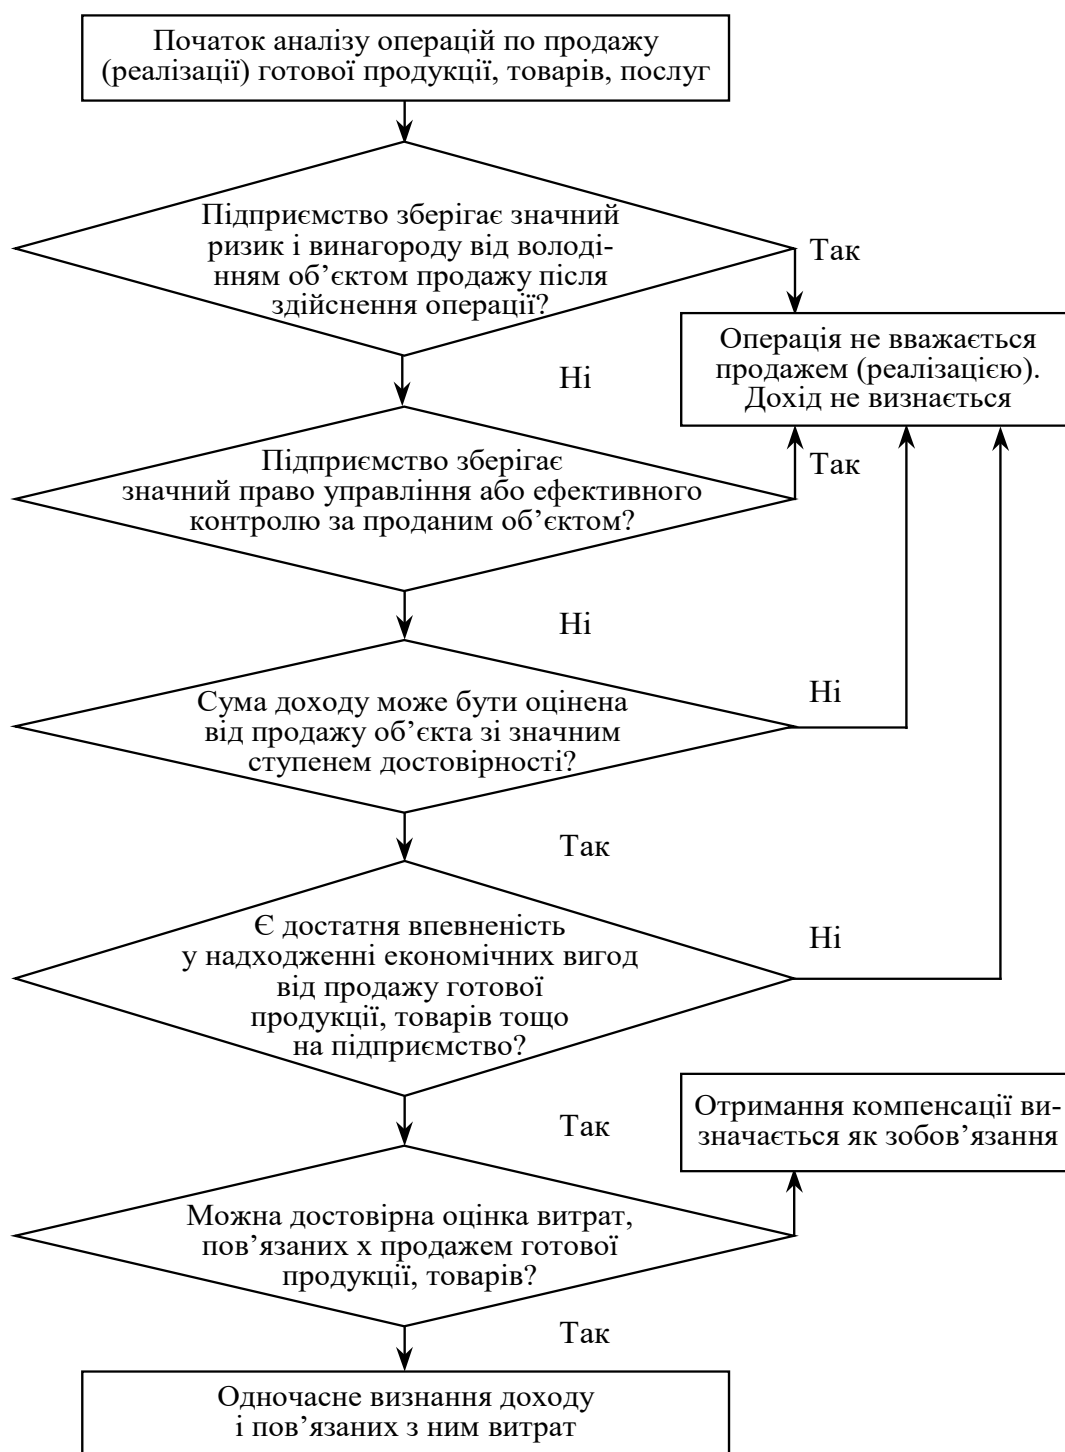 Початок аналізу операцій по продажу
(реалізації) готової продукції, товарів, послуг
Підприємство зберігає значний
ризик і винагороду від володі-
нням об’єктом продажу після
здійснення операції?
Так
Операція не вважається
продажем (реалізацією).
Дохід не визнається
Ні
Підприємство зберігає
значний право управління або ефективного
контролю за проданим об’єктом?
Так
Ні
Сума доходу може бути оцінена
від продажу об’єкта зі значним
ступенем достовірності?
Ні
Так
Є достатня впевненість
у надходженні економічних вигод
від продажу готової
продукції, товарів тощо
на підприємство?
Ні
Так
Отримання компенсації ви-
значається як зобов’язання
Можна достовірна оцінка витрат,
пов’язаних х продажем готової
продукції, товарів?
Так
Одночасне визнання доходу
і пов’язаних з ним витрат